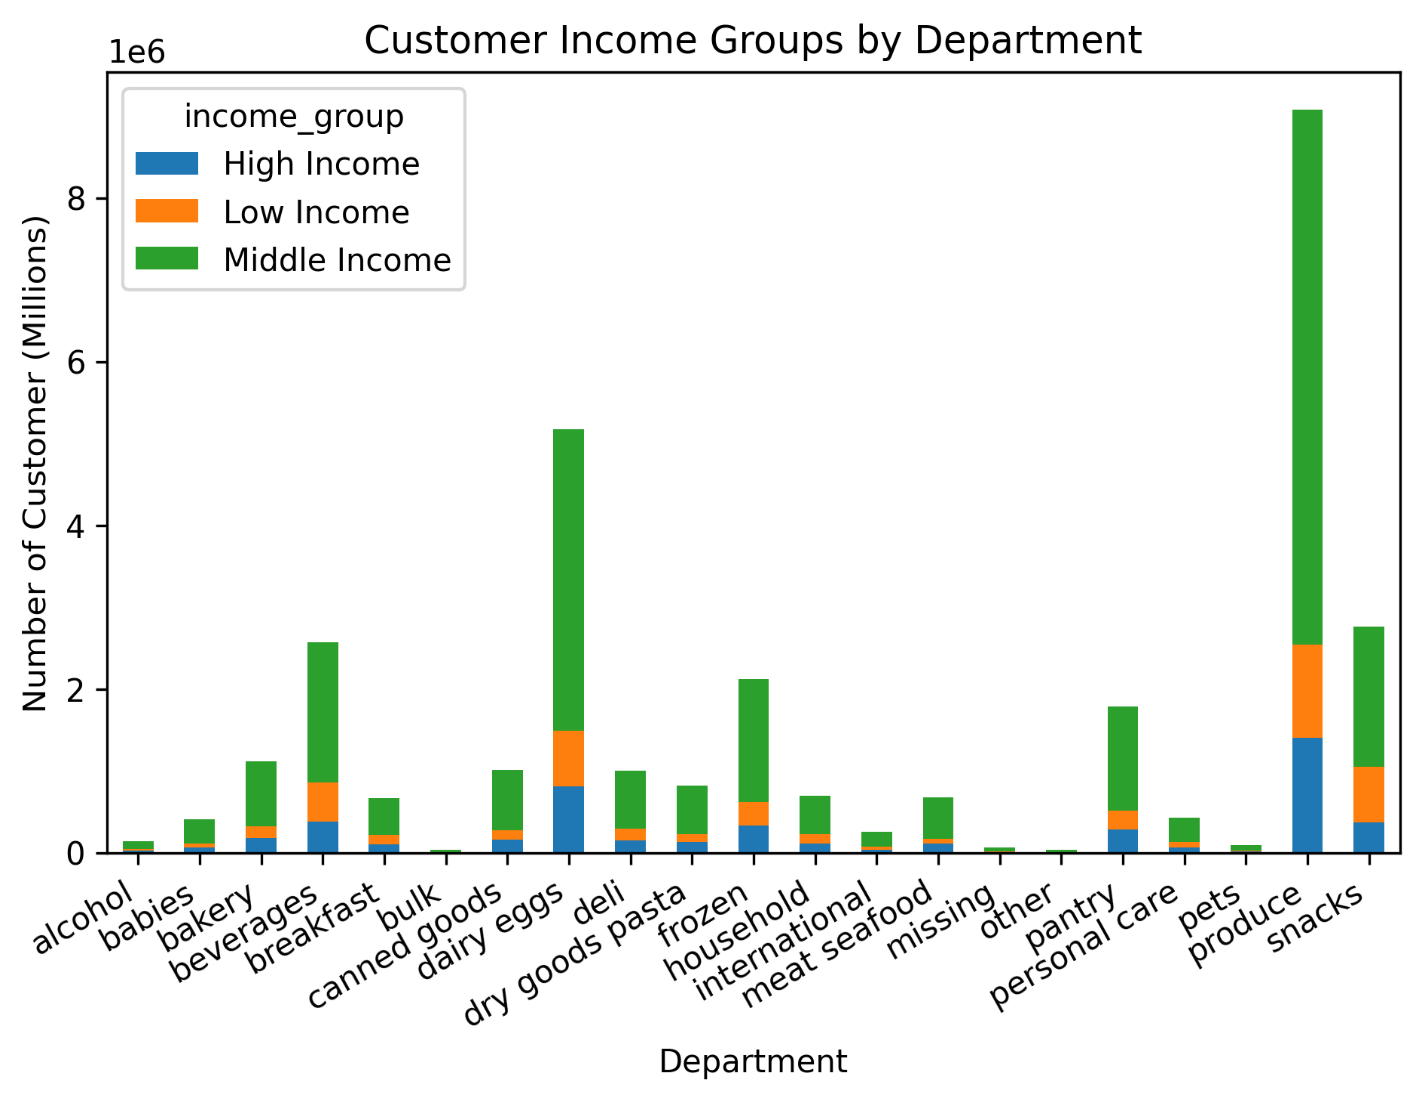 Customer Income Groups by Department
1e6
income_group
High Income
Low Income
Middle Income
Number of Customer (Millions)
8
6
4
2
0
alcohol
babies
bakery
beverages
breakfast
bulk
canned goods
dairy eggs
deli
dry goods pasta
frozen
household
international
meat seafood
missing
other
pantry
personal care
pets
produce
snacks
Department